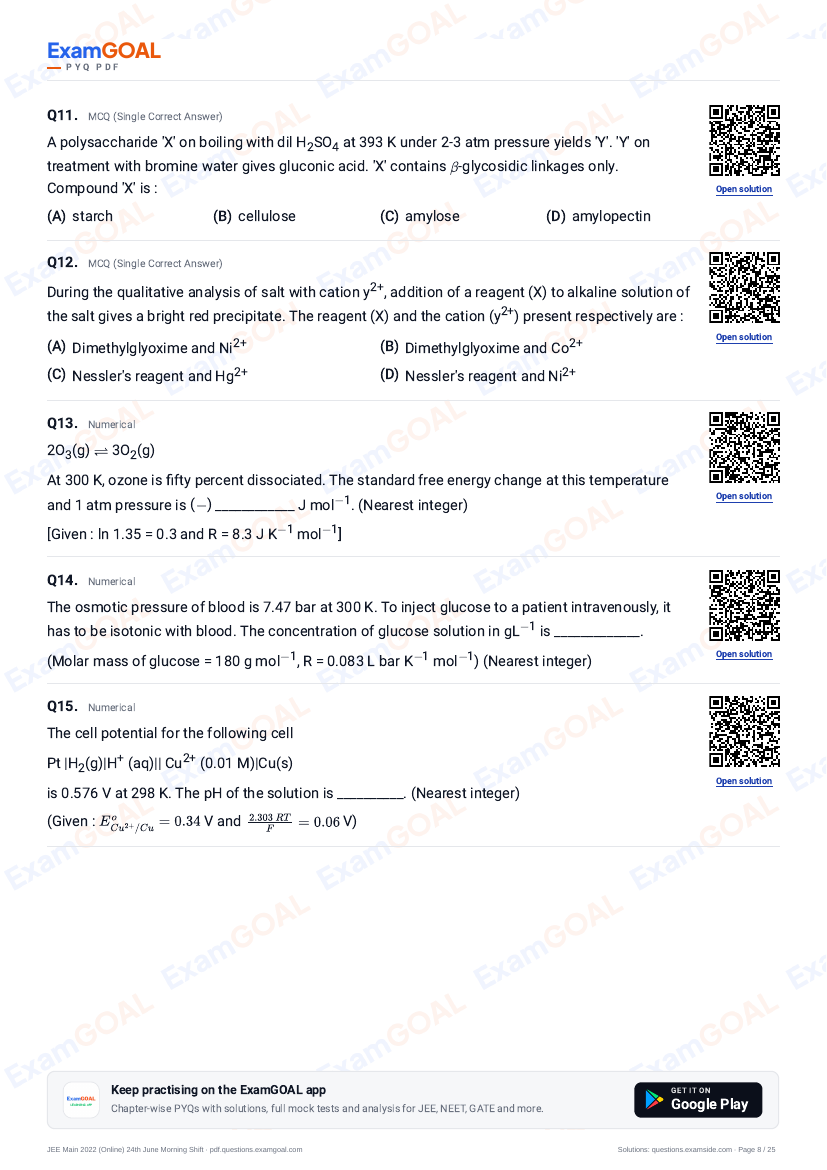 ExamGOAL
PYQ PDF
Q11. MCQ (Single Correct Answer)
A polysaccharide 'X' on boiling with dil H₂SO₄ at 393 K under 2-3 atm pressure yields 'Y'. 'Y' on
treatment with bromine water gives gluconic acid. 'X' contains β-glycosidic linkages only.
Compound 'X' is :
(A) starch (B) cellulose (C) amylose (D) amylopectin
Open solution
Q12. MCQ (Single Correct Answer)
During the qualitative analysis of salt with cation y²⁺, addition of a reagent (X) to alkaline solution of
the salt gives a bright red precipitate. The reagent (X) and the cation (y²⁺) present respectively are :
(A) Dimethylglyoxime and Ni²⁺ (B) Dimethylglyoxime and Co²⁺
(C) Nessler's reagent and Hg²⁺ (D) Nessler's reagent and Ni²⁺
Open solution
Q13. Numerical
2O₃(g) ⇌ 3O₂(g)
At 300 K, ozone is fifty percent dissociated. The standard free energy change at this temperature
and 1 atm pressure is (−) ____________ J mol⁻¹. (Nearest integer)
[Given : ln 1.35 = 0.3 and R = 8.3 J K⁻¹ mol⁻¹]
Open solution
Q14. Numerical
The osmotic pressure of blood is 7.47 bar at 300 K. To inject glucose to a patient intravenously, it
has to be isotonic with blood. The concentration of glucose solution in gL⁻¹ is _____________.
(Molar mass of glucose = 180 g mol⁻¹, R = 0.083 L bar K⁻¹ mol⁻¹) (Nearest integer)
Open solution
Q15. Numerical
The cell potential for the following cell
Pt |H₂(g)|H⁺ (aq)|| Cu²⁺ (0.01 M)|Cu(s)
is 0.576 V at 298 K. The pH of the solution is __________. (Nearest integer)
(Given : E°_{Cu²⁺/Cu} = 0.34 V and 2.303 RT/F = 0.06 V)
Open solution
ExamGOAL
Keep practising on the ExamGOAL app
Chapter-wise PYQs with solutions, full mock tests and analysis for JEE, NEET, GATE and more.
GET IT ON
Google Play
JEE Main 2022 (Online) 24th June Morning Shift · pdf.questions.examgoal.com
Solutions: questions.examside.com · Page 8 / 25